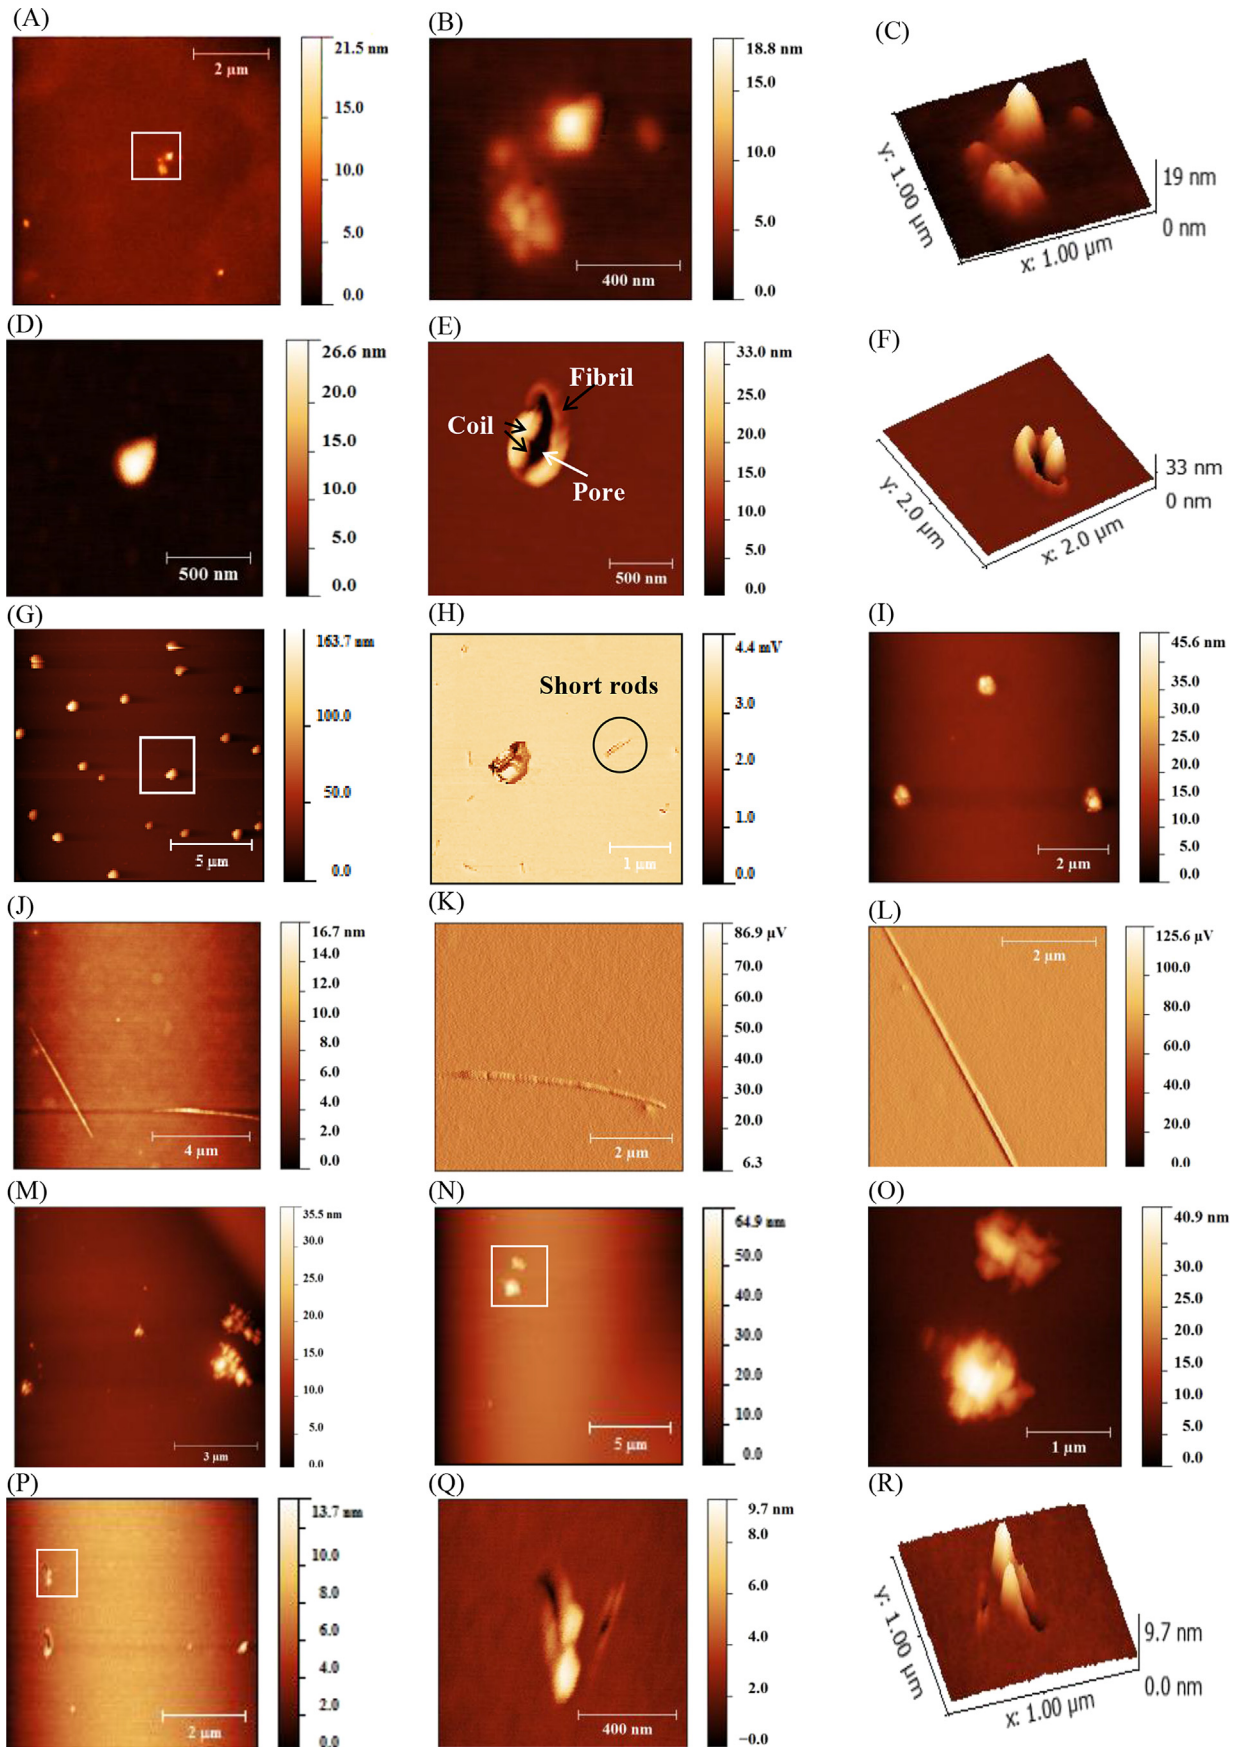 (A)
21.5 nm
15.0
10.0
5.0
0.0
2 μm
(B)
18.8 nm
15.0
10.0
5.0
0.0
400 nm
(C)
y: 1.00 μm
x: 1.00 μm
19 nm
0 nm
(D)
26.6 nm
20.0
15.0
10.0
5.0
0.0
500 nm
(E)
Fibril
Coil
Pore
33.0 nm
25.0
20.0
15.0
10.0
5.0
0.0
500 nm
(F)
y: 2.0 μm
x: 2.0 μm
33 nm
0 nm
(G)
163.7 nm
100.0
50.0
0.0
5 μm
(H)
Short rods
4.4 mV
3.0
2.0
1.0
0.0
1 μm
(I)
45.6 nm
35.0
30.0
25.0
20.0
15.0
10.0
5.0
0.0
2 μm
(J)
16.7 nm
14.0
12.0
10.0
8.0
6.0
4.0
2.0
0.0
4 μm
(K)
86.9 μV
70.0
60.0
50.0
40.0
30.0
20.0
6.3
2 μm
(L)
125.6 μV
100.0
80.0
60.0
40.0
20.0
0.0
2 μm
(M)
35.5 nm
30.0
25.0
20.0
15.0
10.0
5.0
0.0
3 μm
(N)
64.9 nm
50.0
40.0
30.0
20.0
10.0
0.0
5 μm
(O)
40.9 nm
30.0
25.0
20.0
15.0
10.0
5.0
0.0
1 μm
(P)
13.7 nm
10.0
8.0
6.0
4.0
2.0
0.0
2 μm
(Q)
9.7 nm
8.0
6.0
4.0
2.0
−0.0
400 nm
(R)
y: 1.00 μm
x: 1.00 μm
9.7 nm
0.0 nm